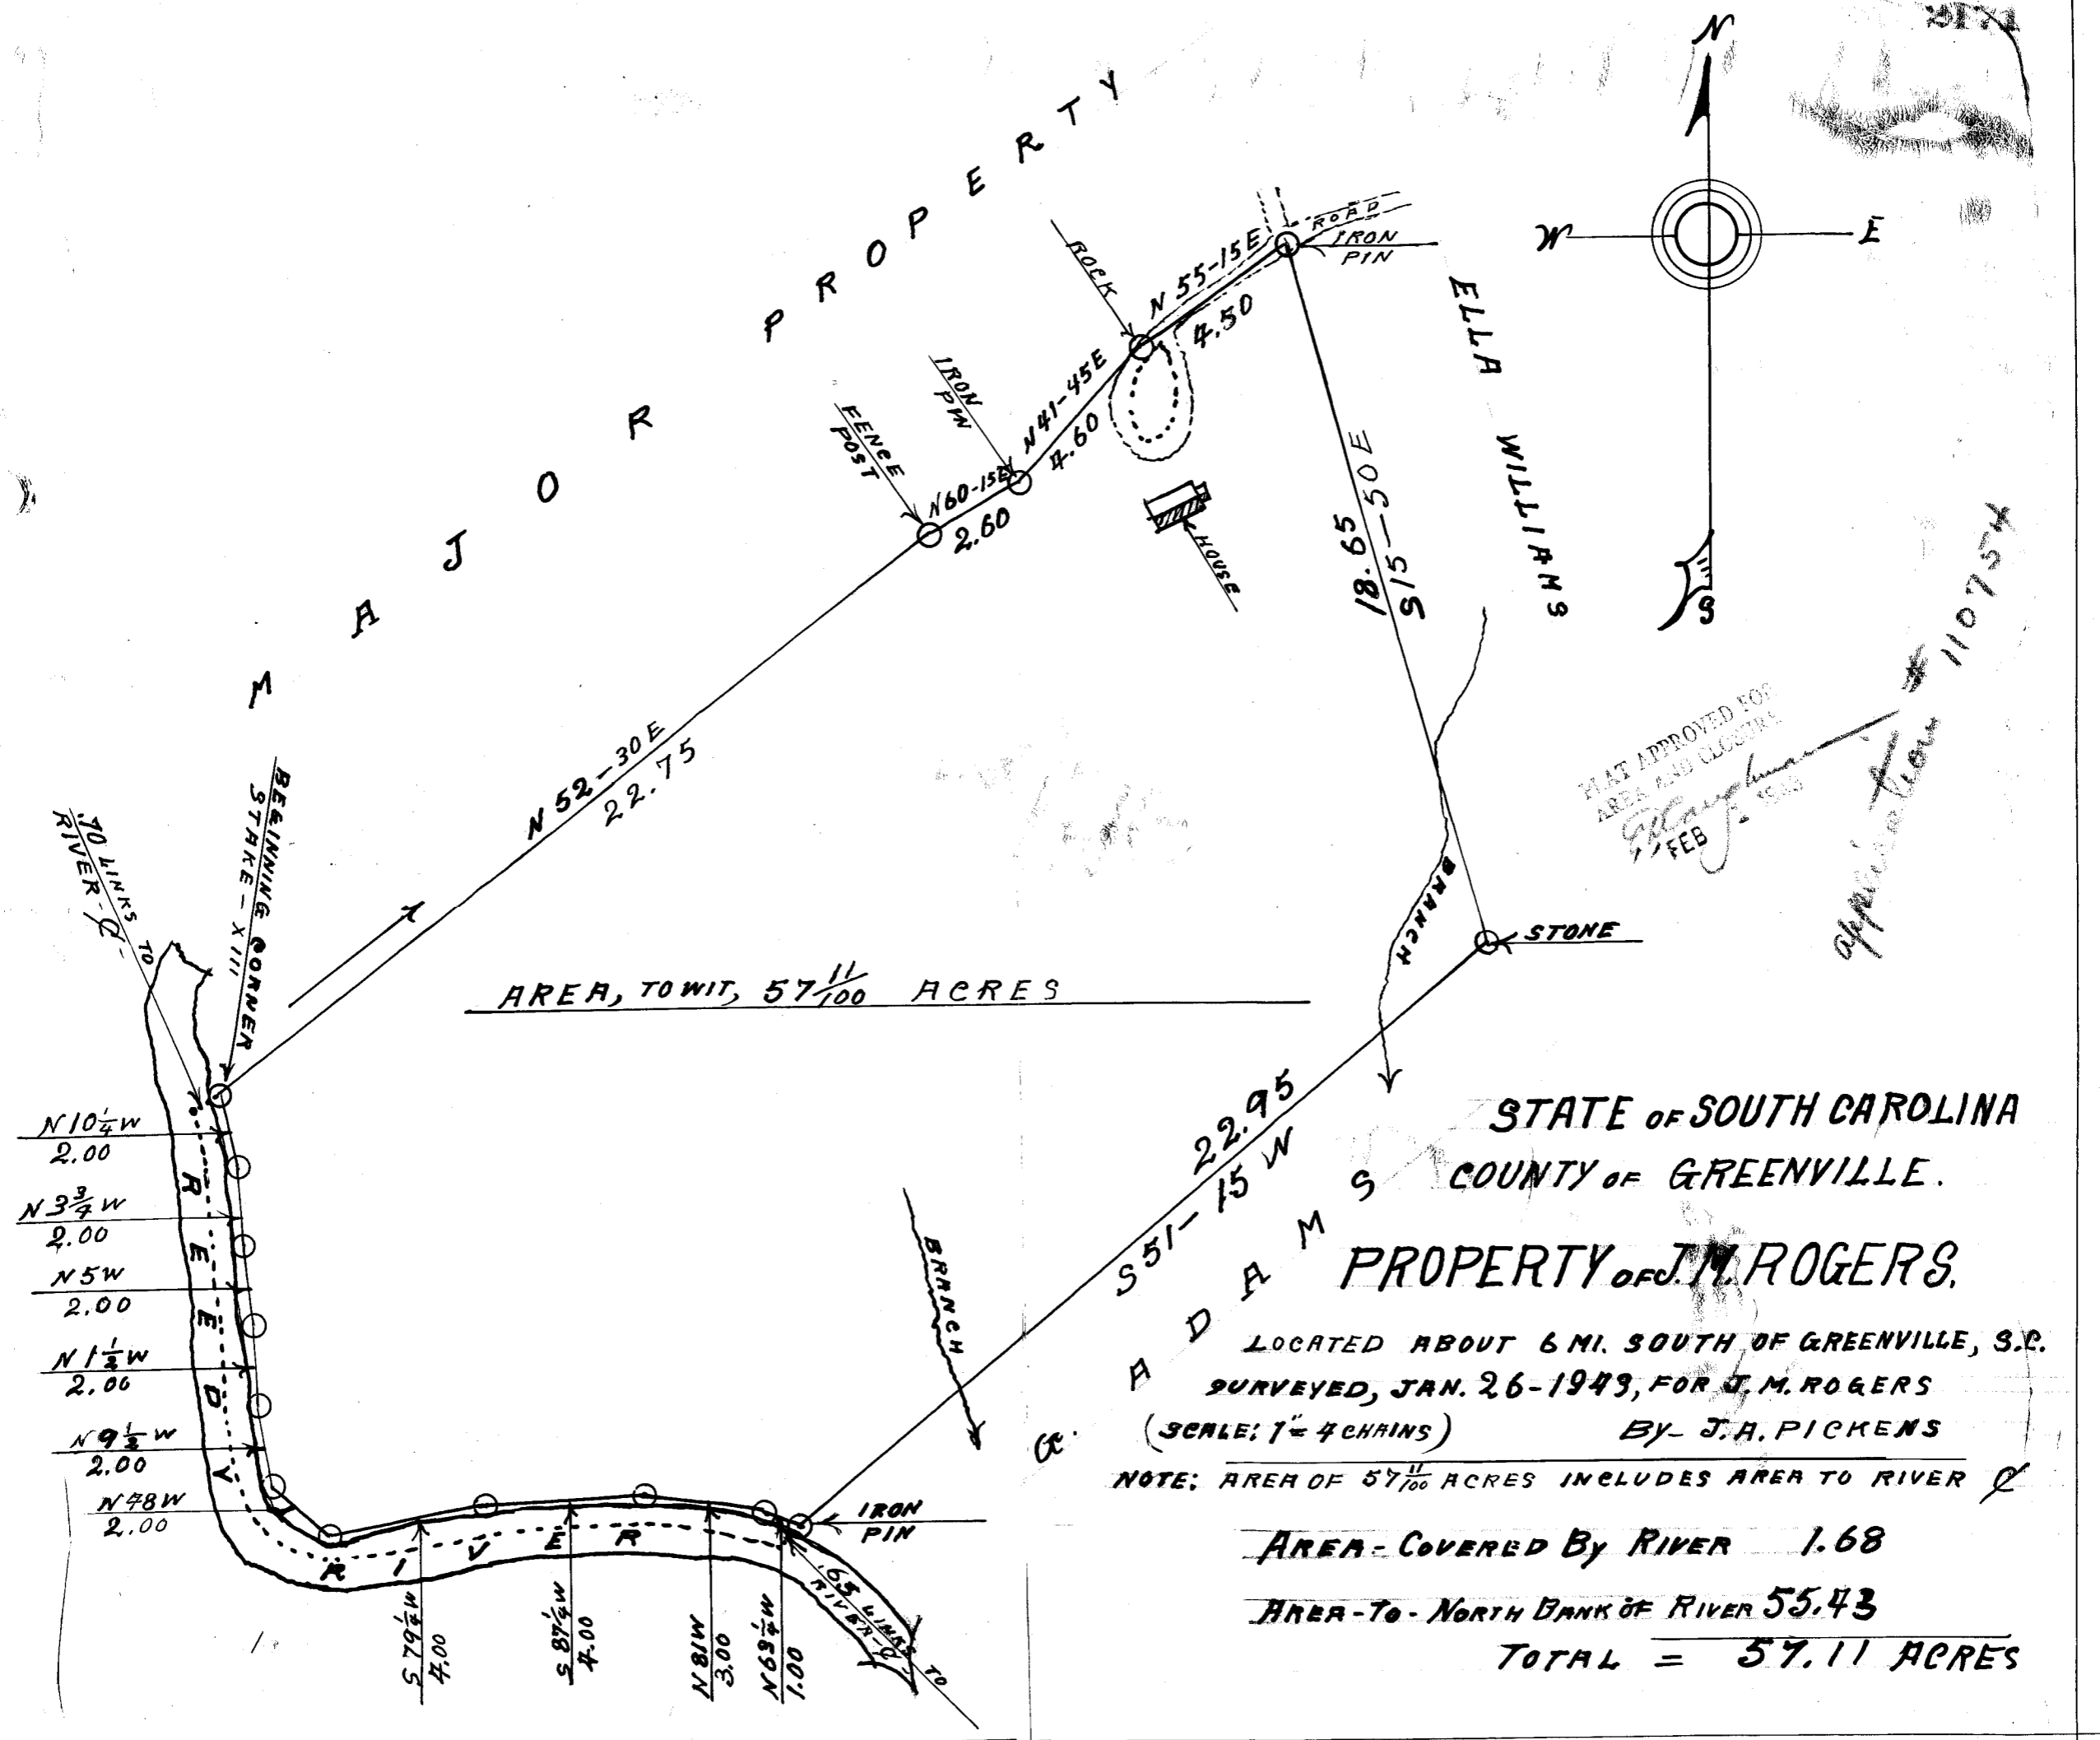 N
W
E
S
MAJOR PROPERTY
ROAD
IRON
PIN
ROCK
N 55-15E
4.50
IRON
PIN
N41-45E
4.60
FENCE
POST
N60-15E
2.60
HOUSE
ELLA WILLIAMS
18.65
S15-50E
N 52-30E
22.75
BEGINNING CORNER
STAKE-XIII
.70 LINKS TO
RIVER-℄-
PLAT APPROVED FOR
AREA AND CLOSURE
FEB
application # 110754
BRANCH
STONE
AREA, TOWIT, 57 11/100 ACRES
22.95
S51-15W
G. ADAMS
BRANCH
N10¼W
2.00
N3¾W
2.00
N5W
2.00
N1½W
2.00
N9½W
2.00
N48W
2.00
REEDY RIVER
S79¼W
4.00
S87¼W
4.00
N81W
3.00
N63¼W
1.00
IRON
PIN
.65 LINKS TO
RIVER-℄
STATE OF SOUTH CAROLINA
COUNTY OF GREENVILLE.
PROPERTY OF J.M. ROGERS.
LOCATED ABOUT 6 MI. SOUTH OF GREENVILLE, S.C.
SURVEYED, JAN. 26-1949, FOR J.M. ROGERS
(SCALE: 1"=4 CHAINS) BY- J.A. PICKENS
NOTE: AREA OF 57 11/100 ACRES INCLUDES AREA TO RIVER ℄
AREA-COVERED By RIVER 1.68
AREA-TO-NORTH BANK OF RIVER 55.43
TOTAL = 57.11 ACRES